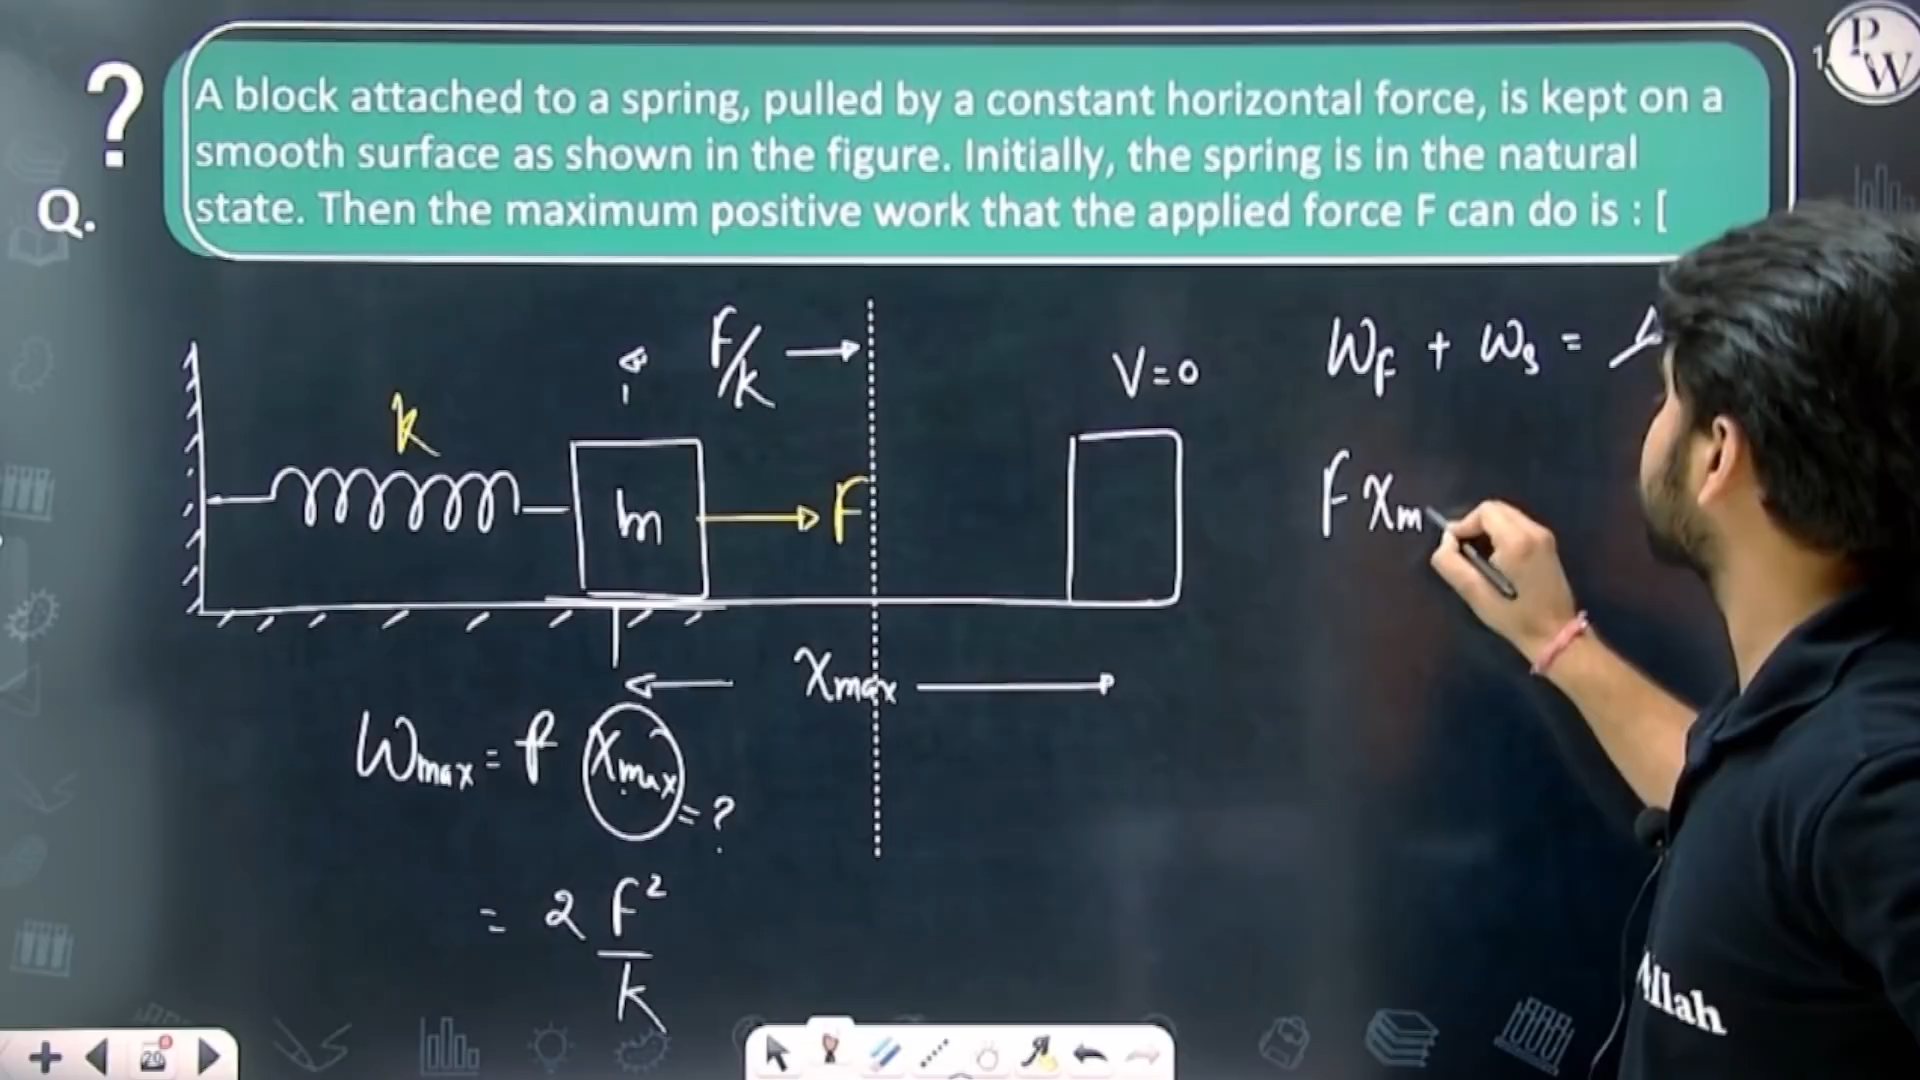 A block attached to a spring, pulled by a constant horizontal force, is kept on a
smooth surface as shown in the figure. Initially, the spring is in the natural
state. Then the maximum positive work that the applied force F can do is : [
?
Q.
P
W
F/k
V=0
W_F + W_s =
k
m
F
F x_m
x_max
W_max = F x_max = ?
= 2 F²/k
20
Allah